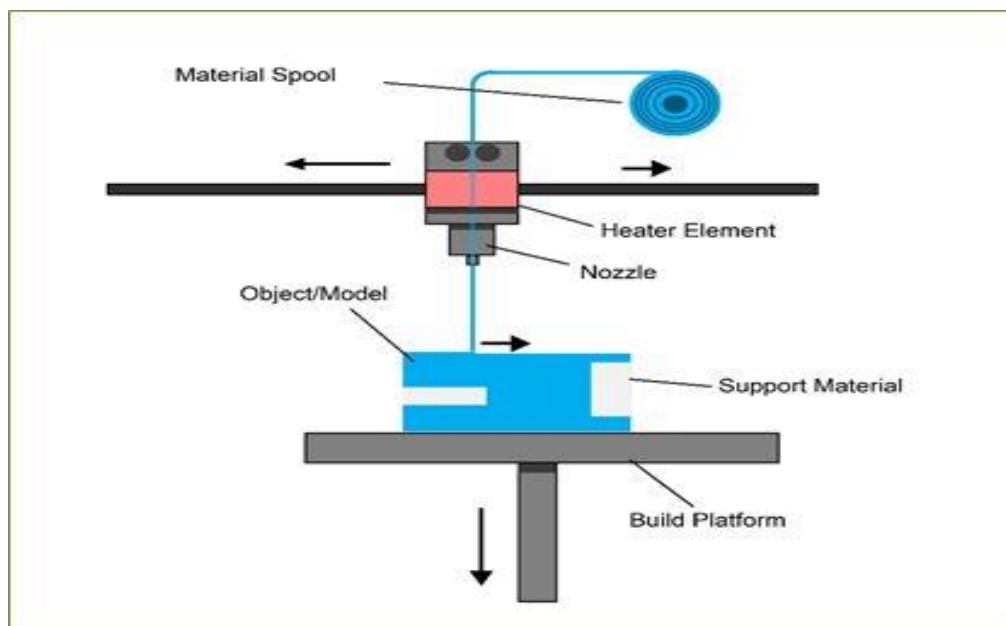 Material Spool
Heater Element
Nozzle
Object/Model
Support Material
Build Platform